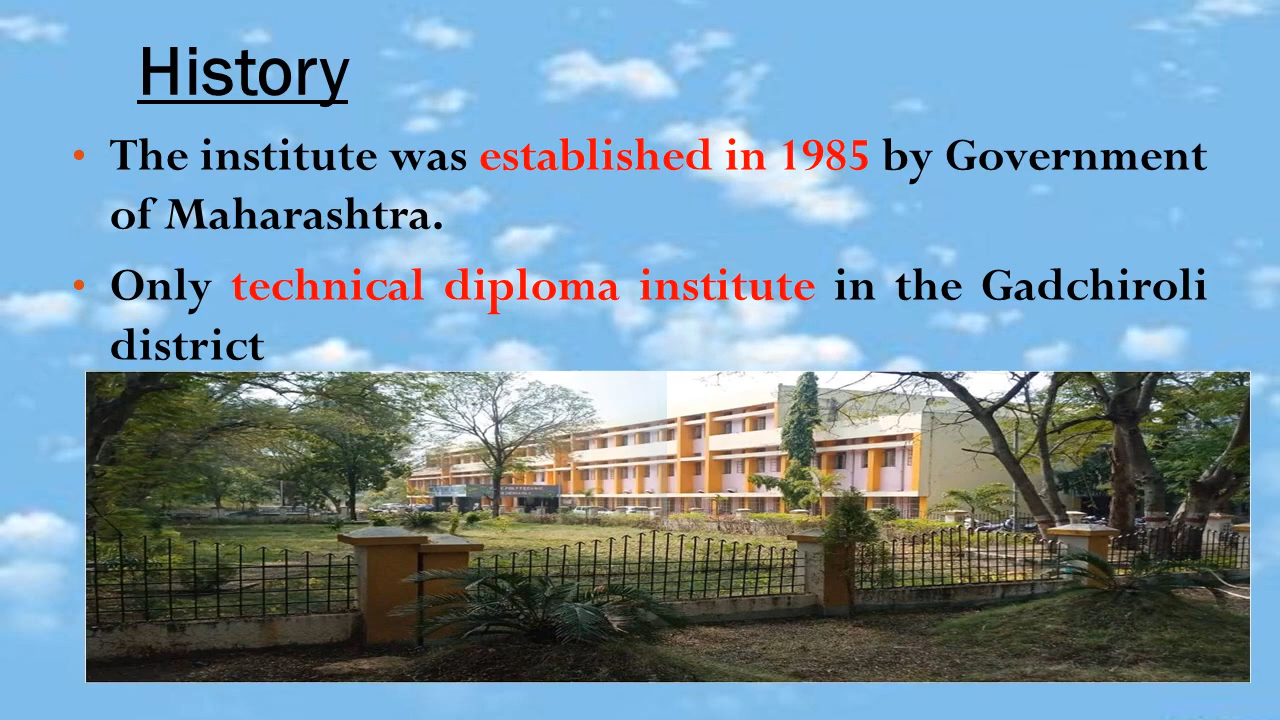 History
• The institute was established in 1985 by Government
of Maharashtra.
• Only technical diploma institute in the Gadchiroli
district